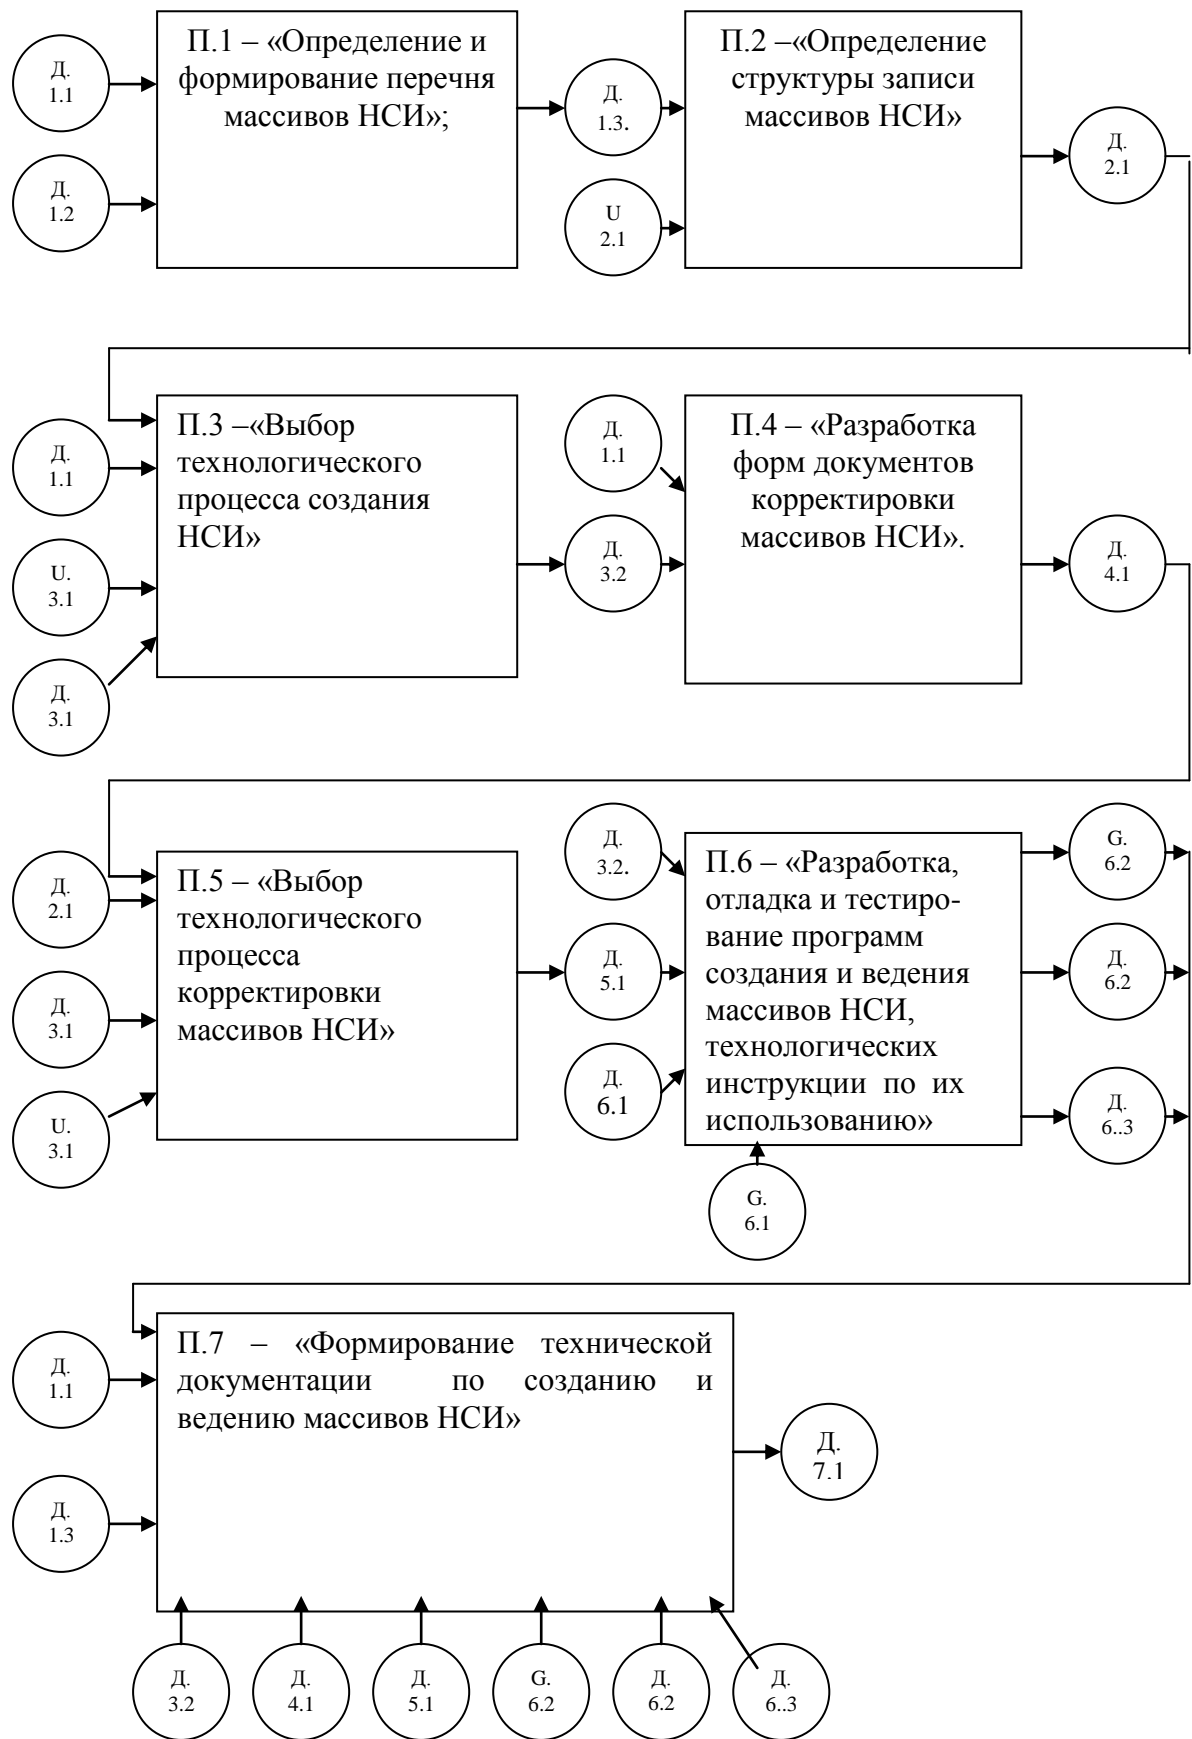 Д.
1.1
Д.
1.2
П.1 – «Определение и
формирование перечня
массивов НСИ»;
Д.
1.3.
U
2.1
П.2 –«Определение
структуры записи
массивов НСИ»
Д.
2.1
Д.
1.1
U.
3.1
Д.
3.1
П.3 –«Выбор
технологического
процесса создания
НСИ»
Д.
1.1
Д.
3.2
П.4 – «Разработка
форм документов
корректировки
массивов НСИ».
Д.
4.1
Д.
2.1
Д.
3.1
U.
3.1
П.5 – «Выбор
технологического
процесса
корректировки
массивов НСИ»
Д.
3.2.
Д.
5.1
Д.
6.1
П.6 – «Разработка,
отладка и тестиро-
вание программ
создания и ведения
массивов НСИ,
технологических
инструкции по их
использованию»
G.
6.1
G.
6.2
Д.
6.2
Д.
6..3
Д.
1.1
Д.
1.3
П.7 – «Формирование технической
документации по созданию и
ведению массивов НСИ»
Д.
7.1
Д.
3.2
Д.
4.1
Д.
5.1
G.
6.2
Д.
6.2
Д.
6..3